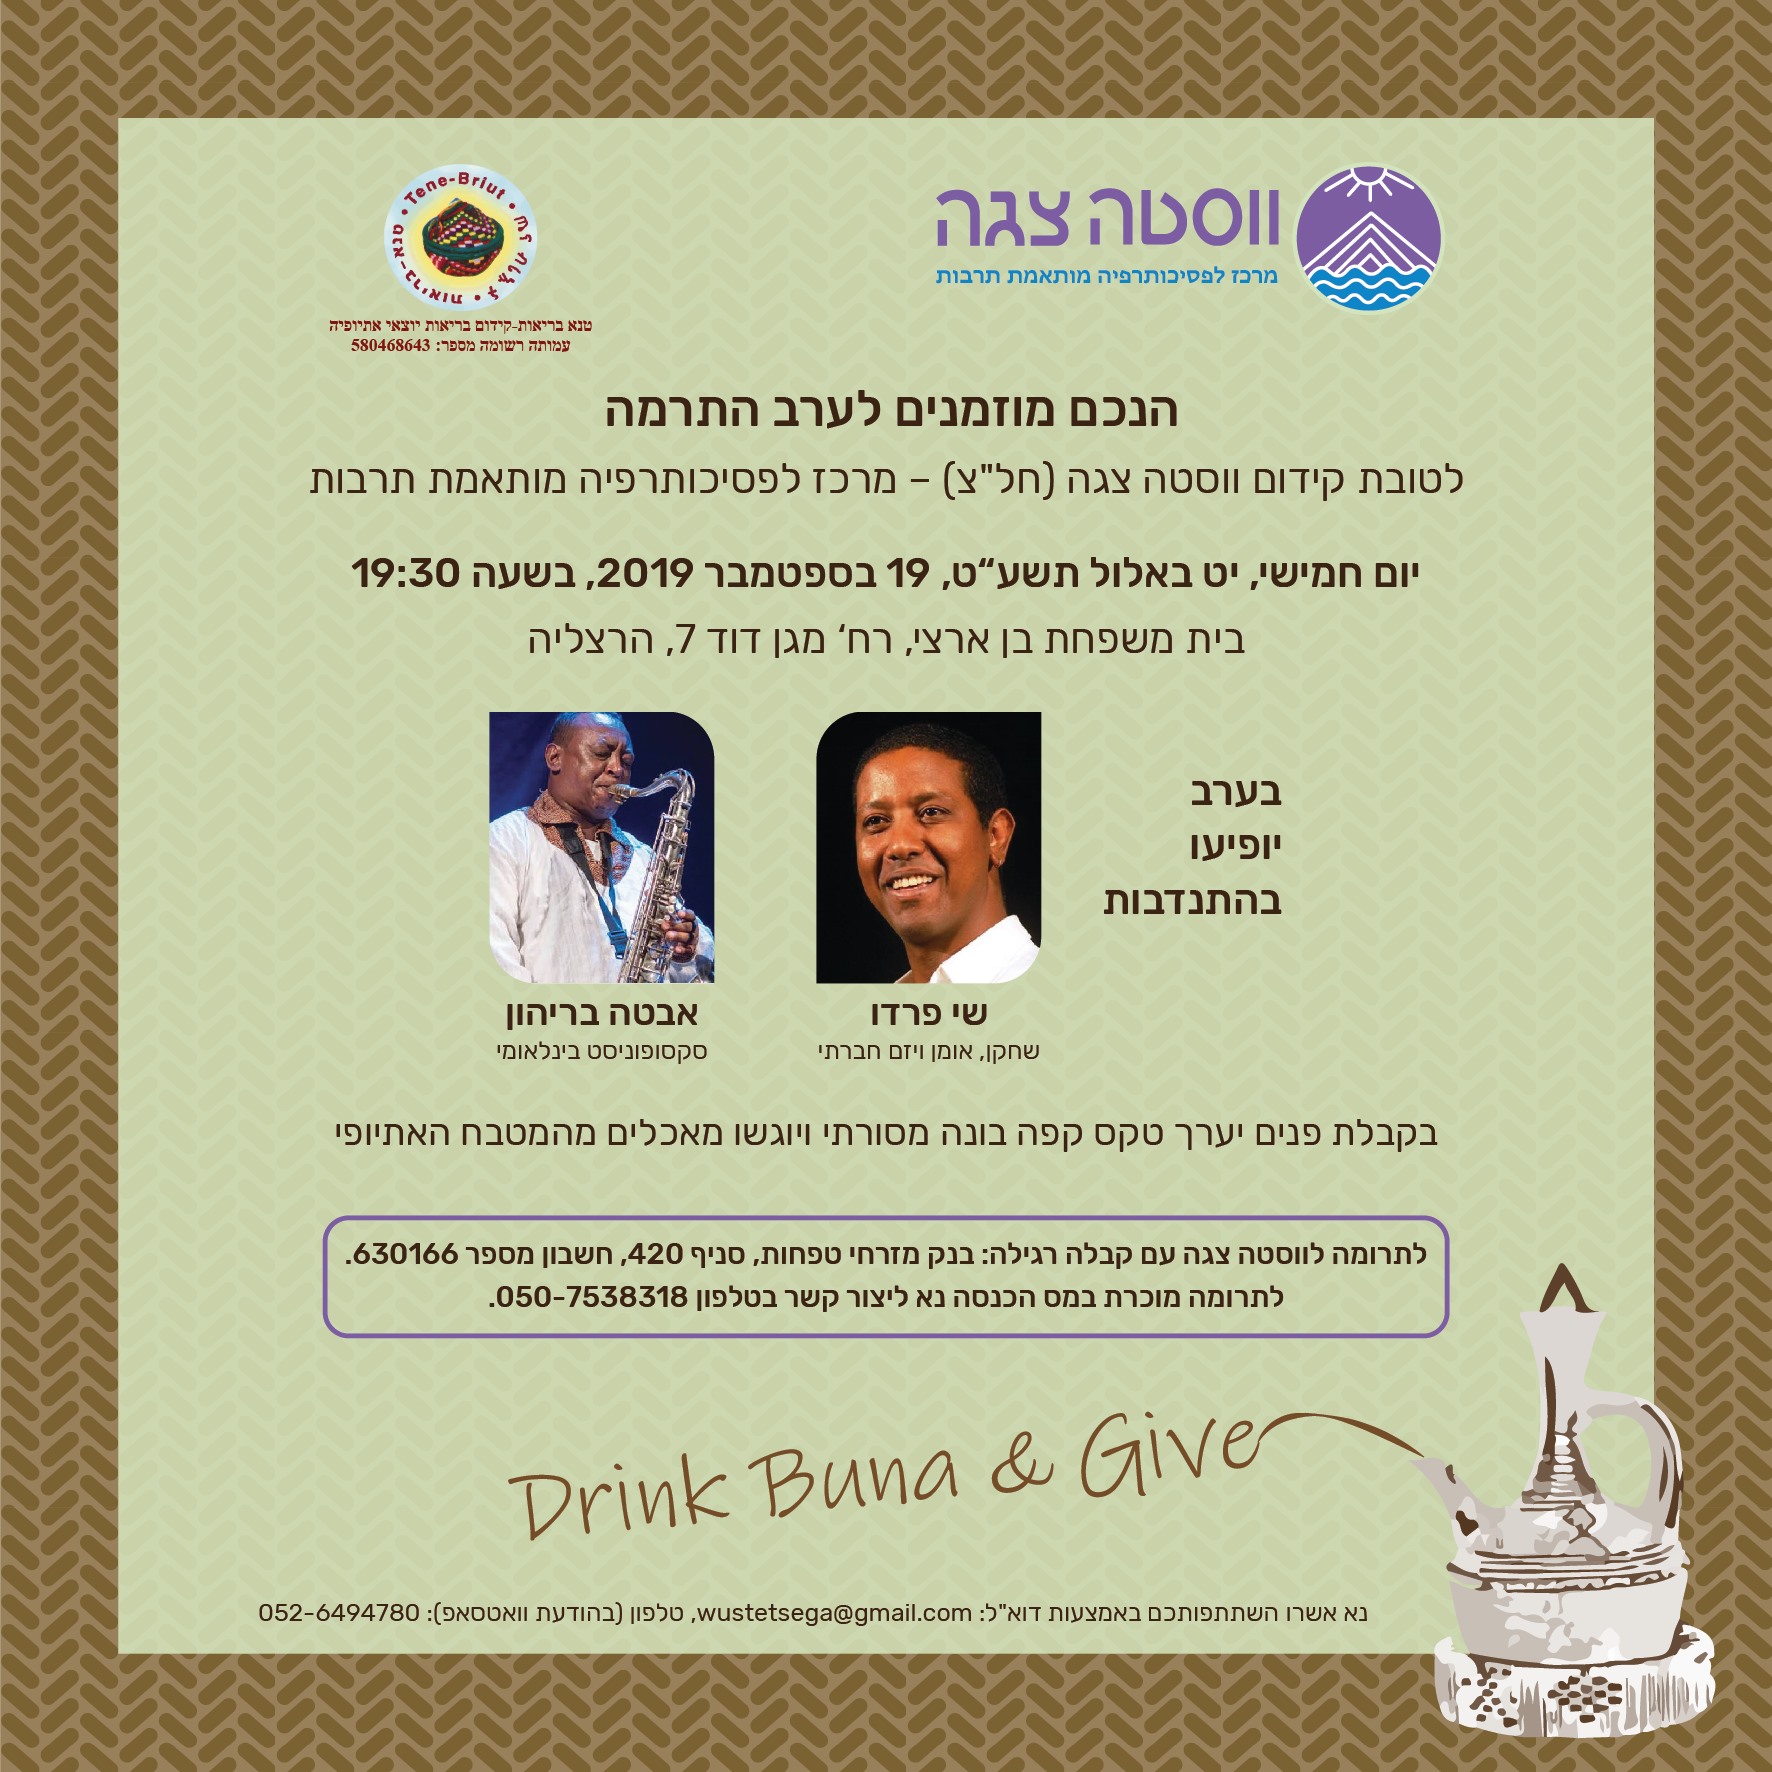 ווסטה צגה
מרכז לפסיכותרפיה מותאמת תרבות
Tene-Briut
טנא-בריאות
טנא בריאות-קידום בריאות יוצאי אתיופיה
עמותה רשומה מספר: 580468643
הנכם מוזמנים לערב התרמה
לטובת קידום ווסטה צגה (חל"צ) – מרכז לפסיכותרפיה מותאמת תרבות
יום חמישי, יט באלול תשע“ט, 19 בספטמבר 2019, בשעה 19:30
בית משפחת בן ארצי, רח‘ מגן דוד 7, הרצליה
בערב
יופיעו
בהתנדבות
שי פרדו
שחקן, אומן ויזם חברתי
אבטה בריהון
סקסופוניסט בינלאומי
בקבלת פנים יערך טקס קפה בונה מסורתי ויוגשו מאכלים מהמטבח האתיופי
לתרומה לווסטה צגה עם קבלה רגילה: בנק מזרחי טפחות, סניף 420, חשבון מספר 630166.
לתרומה מוכרת במס הכנסה נא ליצור קשר בטלפון 050-7538318.
Drink Buna & Give
נא אשרו השתתפותכם באמצעות דוא"ל: wustetsega@gmail.com, טלפון (בהודעת וואטסאפ): 052-6494780